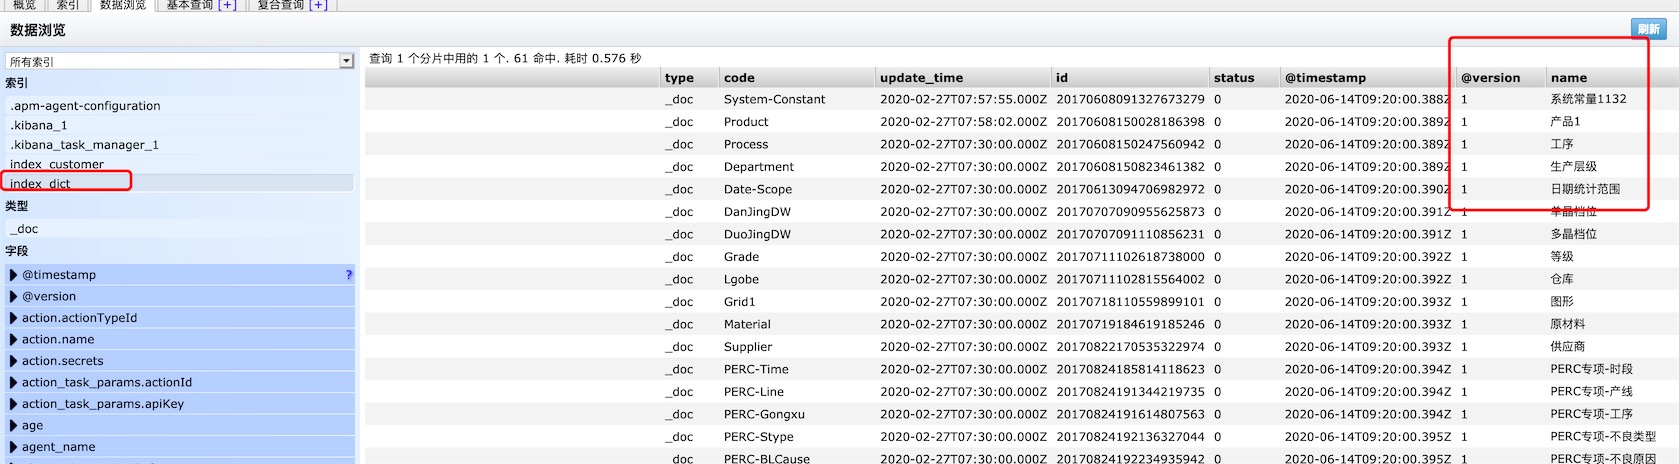 概览 索引 数据浏览 基本查询 [+] 复合查询 [+]
数据浏览
刷新
所有索引
索引
.apm-agent-configuration
.kibana_1
.kibana_task_manager_1
index_customer
index_dict
类型
_doc
字段
@timestamp ?
@version
action.actionTypeId
action.name
action.secrets
action_task_params.actionId
action_task_params.apiKey
age
agent_name
查询 1 个分片中用的 1 个. 61 命中. 耗时 0.576 秒
type code update_time id status @timestamp @version name
_doc System-Constant 2020-02-27T07:57:55.000Z 20170608091327673279 0 2020-06-14T09:20:00.388Z 1 系统常量1132
_doc Product 2020-02-27T07:58:02.000Z 20170608150028186398 0 2020-06-14T09:20:00.389Z 1 产品1
_doc Process 2020-02-27T07:30:00.000Z 20170608150247560942 0 2020-06-14T09:20:00.389Z 1 工序
_doc Department 2020-02-27T07:30:00.000Z 20170608150823461382 0 2020-06-14T09:20:00.389Z 1 生产层级
_doc Date-Scope 2020-02-27T07:30:00.000Z 20170613094706982972 0 2020-06-14T09:20:00.390Z 1 日期统计范围
_doc DanJingDW 2020-02-27T07:30:00.000Z 20170707090955625873 0 2020-06-14T09:20:00.391Z 1 单晶档位
_doc DuoJingDW 2020-02-27T07:30:00.000Z 20170707091110856231 0 2020-06-14T09:20:00.391Z 1 多晶档位
_doc Grade 2020-02-27T07:30:00.000Z 20170711102618738000 0 2020-06-14T09:20:00.392Z 1 等级
_doc Lgobe 2020-02-27T07:30:00.000Z 20170711102815564002 0 2020-06-14T09:20:00.392Z 1 仓库
_doc Grid1 2020-02-27T07:30:00.000Z 20170718110559899101 0 2020-06-14T09:20:00.393Z 1 图形
_doc Material 2020-02-27T07:30:00.000Z 20170719184619185246 0 2020-06-14T09:20:00.393Z 1 原材料
_doc Supplier 2020-02-27T07:30:00.000Z 20170822170535322974 0 2020-06-14T09:20:00.393Z 1 供应商
_doc PERC-Time 2020-02-27T07:30:00.000Z 20170824185814118623 0 2020-06-14T09:20:00.394Z 1 PERC专项-时段
_doc PERC-Line 2020-02-27T07:30:00.000Z 20170824191344219735 0 2020-06-14T09:20:00.394Z 1 PERC专项-产线
_doc PERC-Gongxu 2020-02-27T07:30:00.000Z 20170824191614807563 0 2020-06-14T09:20:00.394Z 1 PERC专项-工序
_doc PERC-Stype 2020-02-27T07:30:00.000Z 20170824192136327044 0 2020-06-14T09:20:00.395Z 1 PERC专项-不良类型
_doc PERC-BLCause 2020-02-27T07:30:00.000Z 20170824192234935942 0 2020-06-14T09:20:00.395Z 1 PERC专项-不良原因